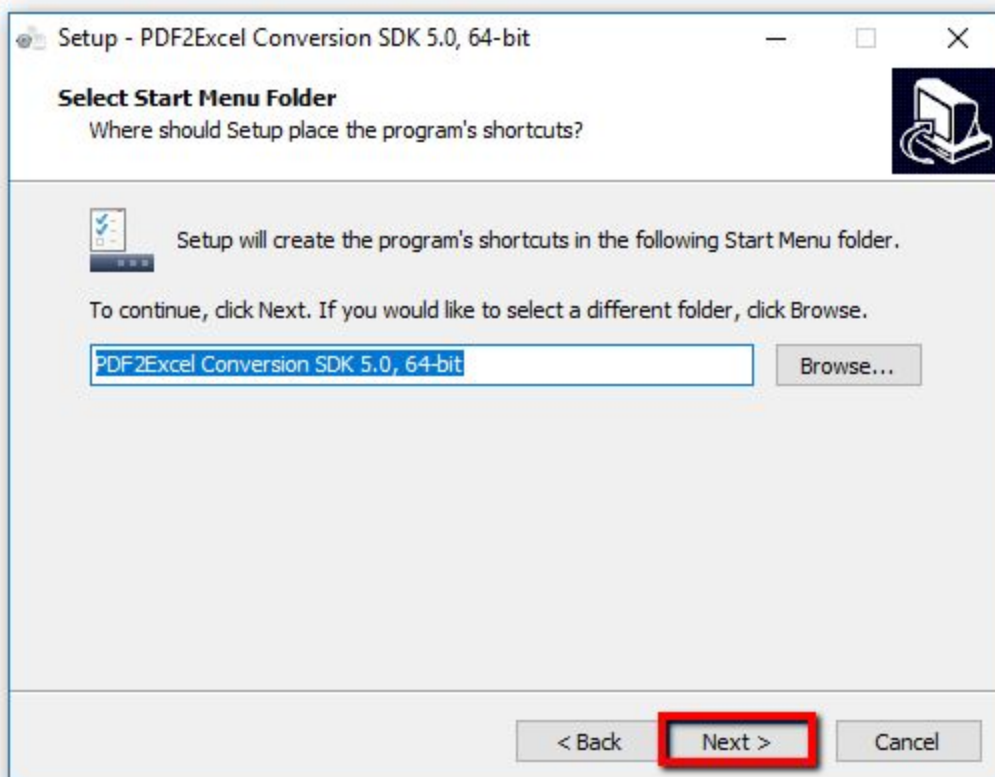 Setup - PDF2Excel Conversion SDK 5.0, 64-bit
Select Start Menu Folder
Where should Setup place the program's shortcuts?
Setup will create the program's shortcuts in the following Start Menu folder.
To continue, click Next. If you would like to select a different folder, click Browse.
PDF2Excel Conversion SDK 5.0, 64-bit
Browse...
< Back
Next >
Cancel